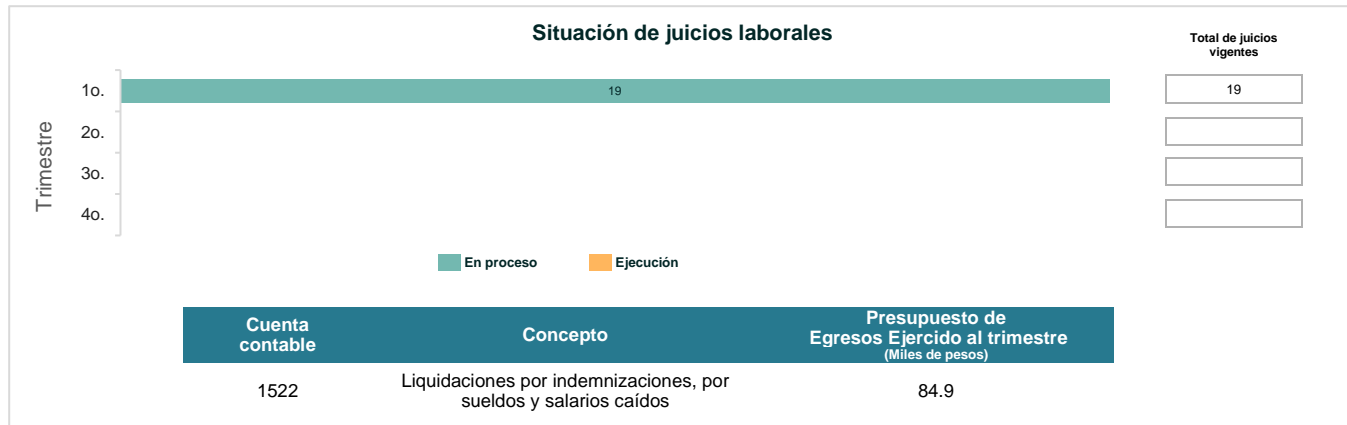 Situación de juicios laborales
Total de juicios
vigentes
Trimestre
1o.
19
19
2o.
3o.
4o.
En proceso
Ejecución
Cuenta
contable
Concepto
Presupuesto de
Egresos Ejercido al trimestre
(Miles de pesos)
1522
Liquidaciones por indemnizaciones, por
sueldos y salarios caídos
84.9